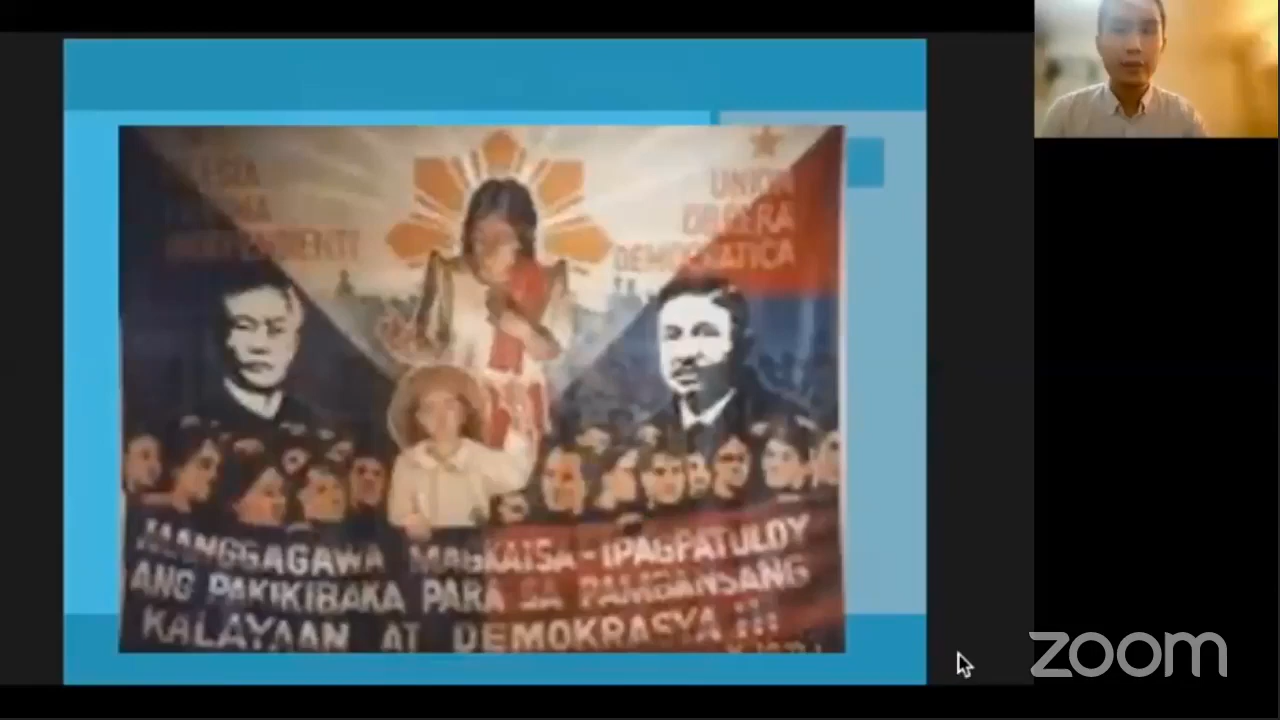 UNION
OBRERA
DEMOCRATICA
MANGGAGAWA MAGKAISA-IPAGPATULOY
ANG PAKIKIBAKA PARA SA PAMBANSANG
KALAYAAN AT DEMOKRASYA!!!
zoom